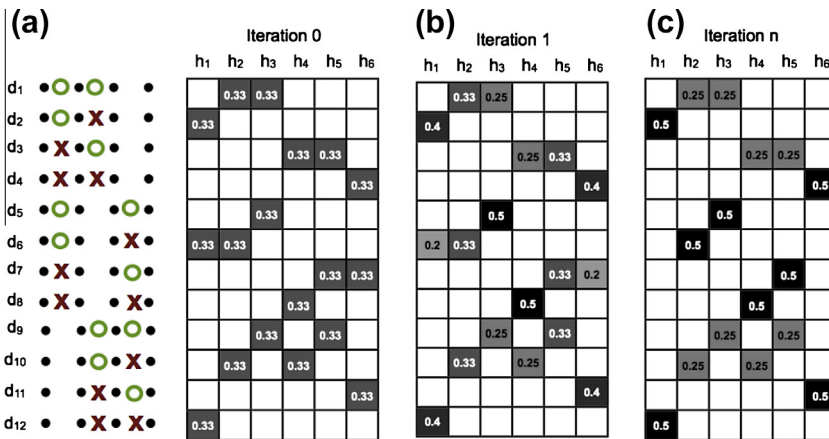 (a) Iteration 0 (b) Iteration 1 (c) Iteration n
h1 h2 h3 h4 h5 h6 h1 h2 h3 h4 h5 h6 h1 h2 h3 h4 h5 h6
d1 0.33 0.33 0.33 0.25 0.25 0.25
d2 X 0.33 0.4 0.5
d3 X 0.33 0.33 0.25 0.33 0.25 0.25
d4 X X 0.33 0.4 0.5
d5 0.33 0.5 0.5
d6 X 0.33 0.33 0.2 0.33 0.5
d7 X 0.33 0.33 0.33 0.2 0.5
d8 X X 0.33 0.5 0.5
d9 0.33 0.33 0.25 0.33 0.25 0.25
d10 X 0.33 0.33 0.33 0.25 0.25 0.25
d11 X 0.33 0.4 0.5
d12 X X 0.33 0.4 0.5